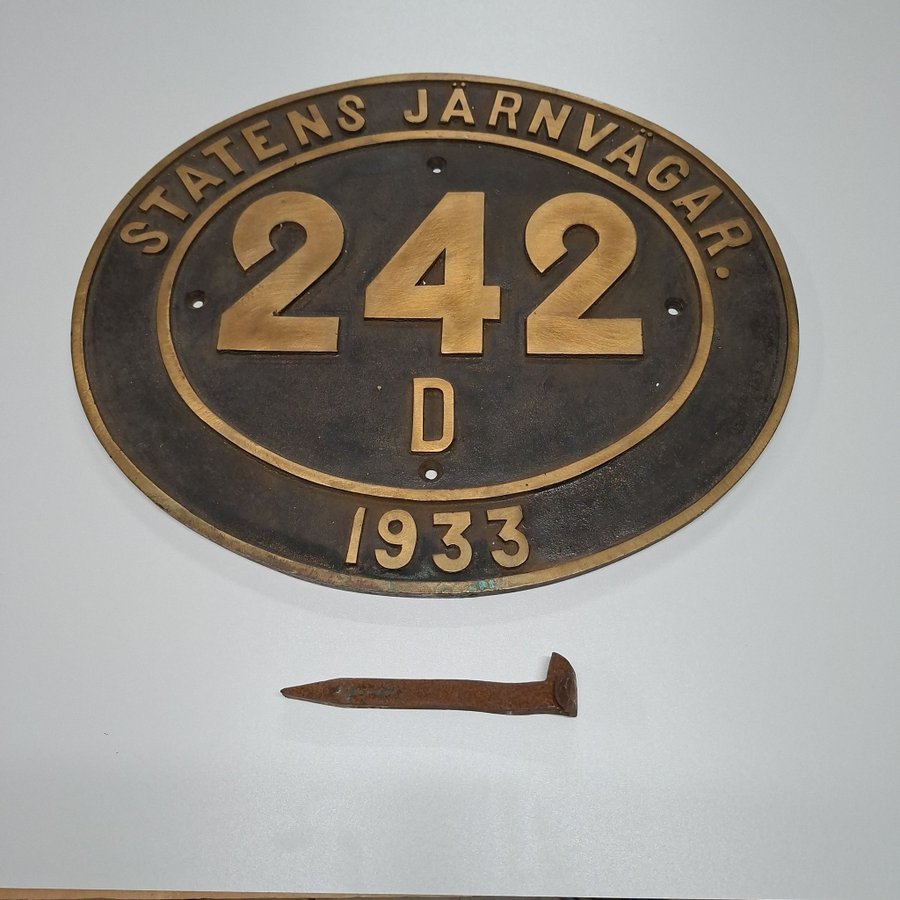 STATENS JÄRNVÄGAR.
242
D
1933